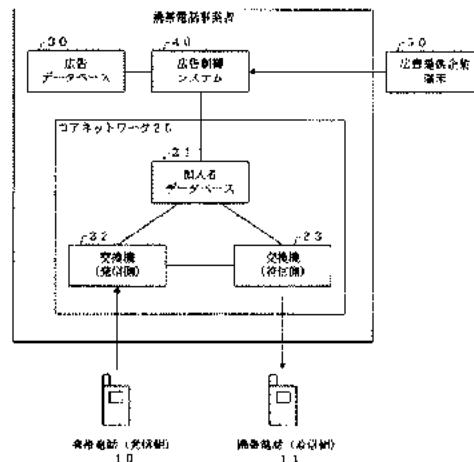 携帯電話事業者
30
40
50
広告
データベース
広告制御
システム
広告提供企業
端末
コアネットワーク20
21
加入者
データベース
22
23
交換機
(発信側)
交換機
(着信側)
携帯電話(発信側)
10
携帯電話(着信側)
11